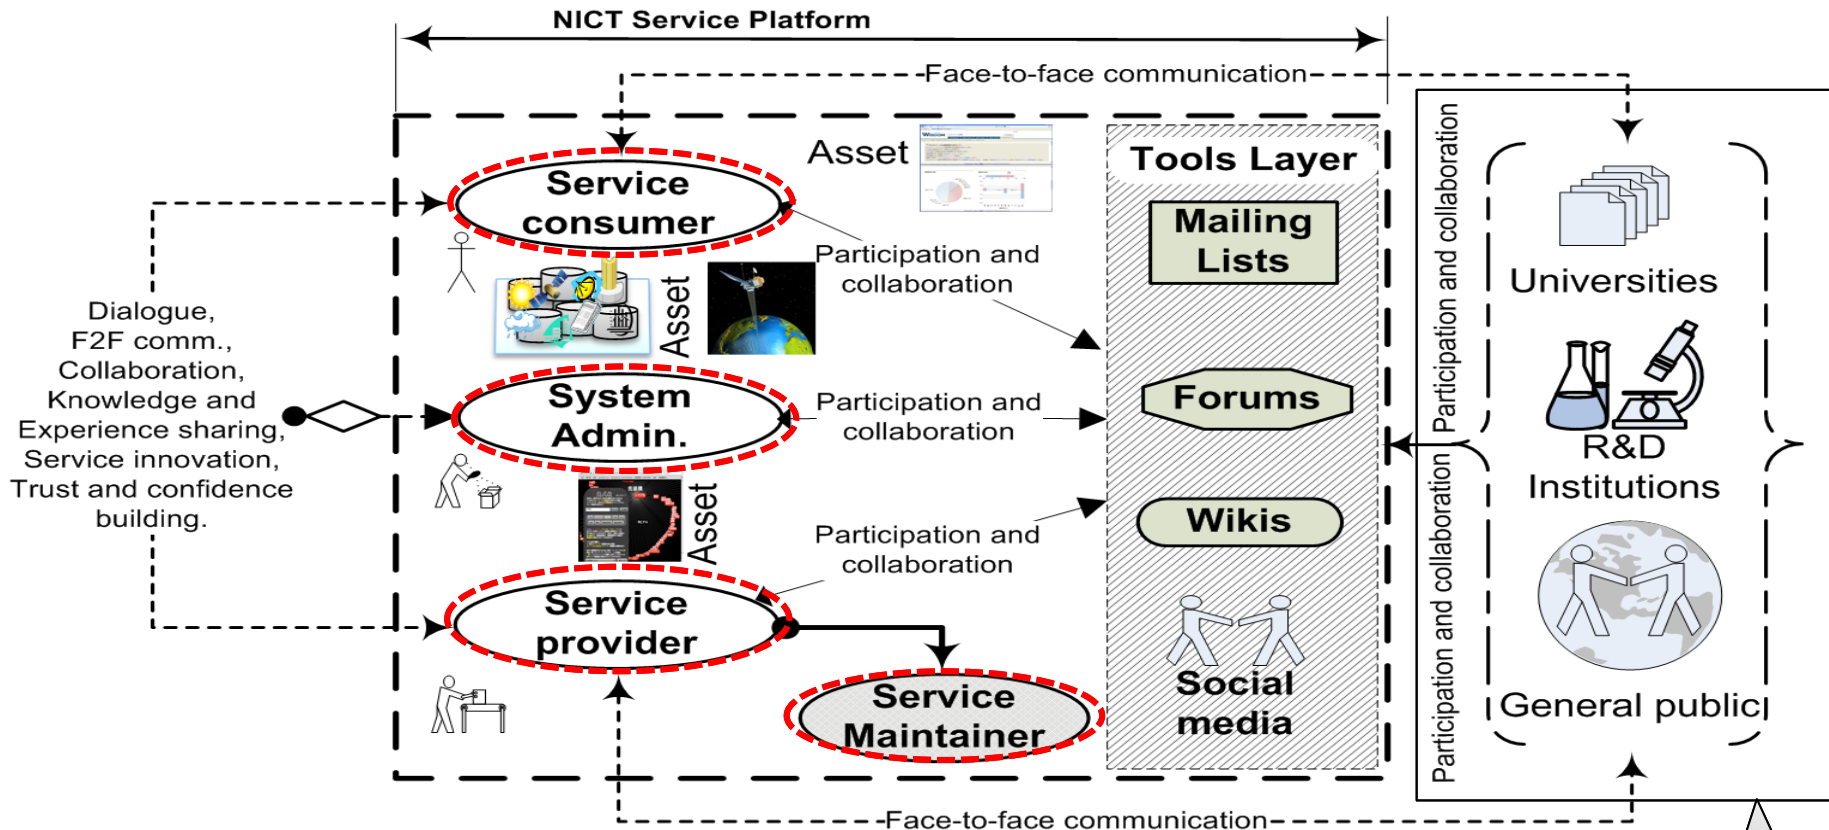 NICT Service Platform
Face-to-face communication
Asset
Tools Layer
Service
consumer
Mailing
Lists
Participation and
collaboration
Asset
Dialogue,
F2F comm.,
Collaboration,
Knowledge and
Experience sharing,
Service innovation,
Trust and confidence
building.
System
Admin.
Participation and
collaboration
Forums
Asset
Participation and
collaboration
Wikis
Service
provider
Service
Maintainer
Social
media
Participation and collaboration
Participation and collaboration
Universities
R&D
Institutions
General public
Face-to-face communication